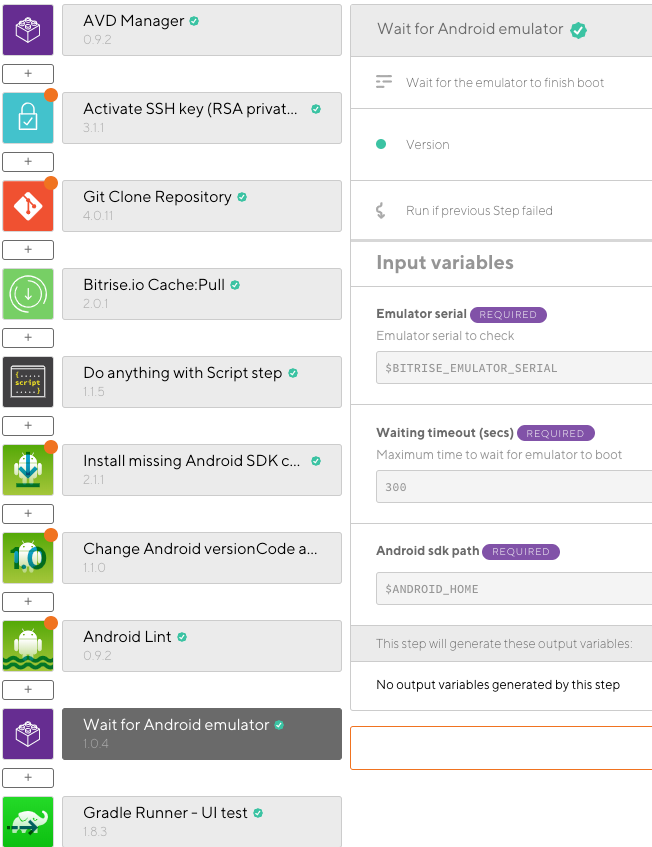 AVD Manager
0.9.2
+
Activate SSH key (RSA privat...
3.1.1
+
Git Clone Repository
4.0.11
+
Bitrise.io Cache:Pull
2.0.1
+
{.....
script
.....}
Do anything with Script step
1.1.5
+
Install missing Android SDK c...
2.1.1
+
1.0
Change Android versionCode a...
1.1.0
+
Android Lint
0.9.2
+
Wait for Android emulator
1.0.4
+
Gradle Runner - UI test
1.8.3
Wait for Android emulator
Wait for the emulator to finish boot
Version
Run if previous Step failed
Input variables
Emulator serial REQUIRED
Emulator serial to check
$BITRISE_EMULATOR_SERIAL
Waiting timeout (secs) REQUIRED
Maximum time to wait for emulator to boot
300
Android sdk path REQUIRED
$ANDROID_HOME
This step will generate these output variables:
No output variables generated by this step